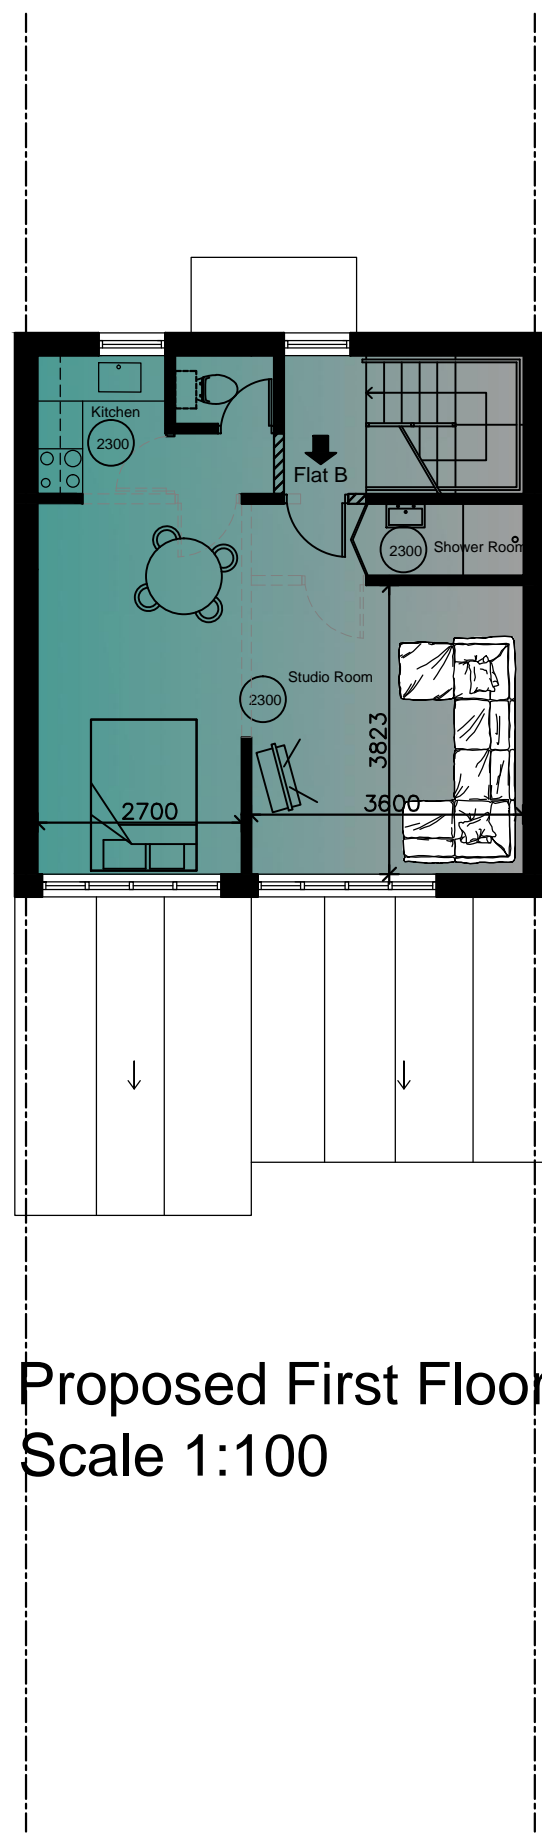 Kitchen
2300
Flat B
2300
Shower Room
Studio Room
2300
3823
2700
3600
Proposed First Floor
Scale 1:100